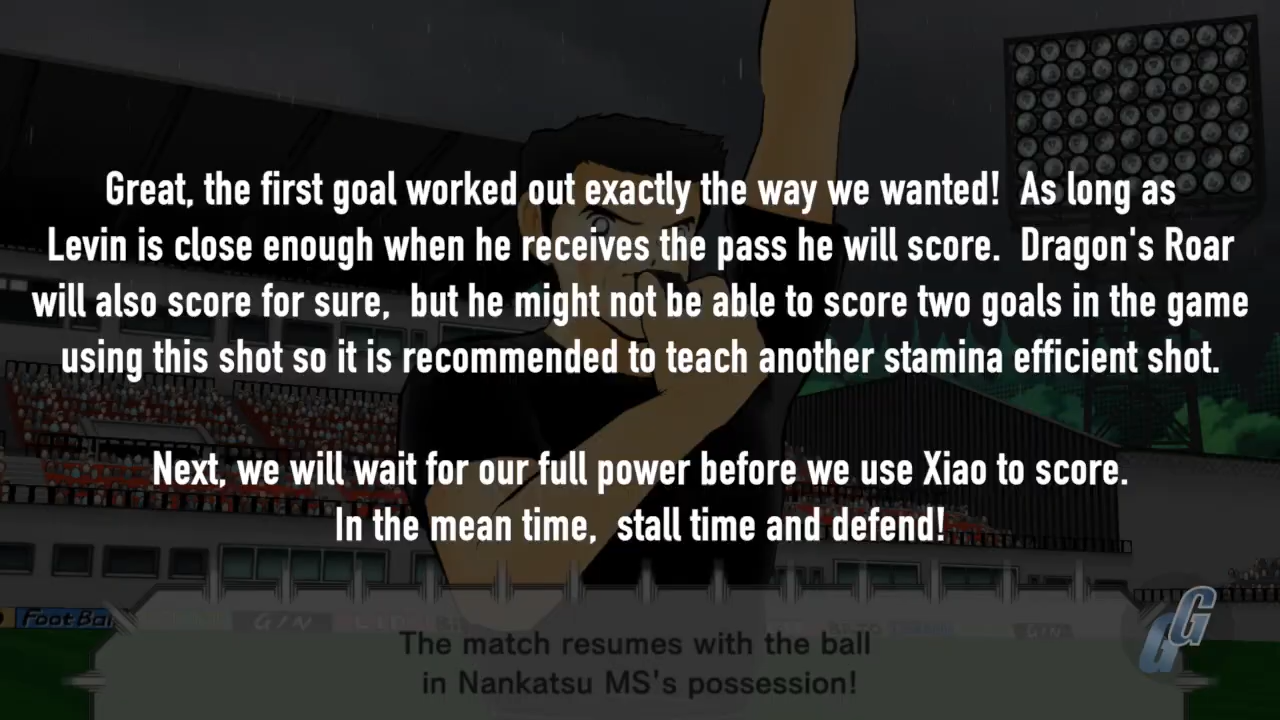 Great, the first goal worked out exactly the way we wanted! As long as
Levin is close enough when he receives the pass he will score. Dragon's Roar
will also score for sure, but he might not be able to score two goals in the game
using this shot so it is recommended to teach another stamina efficient shot.
Next, we will wait for our full power before we use Xiao to score.
In the mean time, stall time and defend!
Football
GIN
GIN
GG
The match resumes with the ball
in Nankatsu MS's possession!